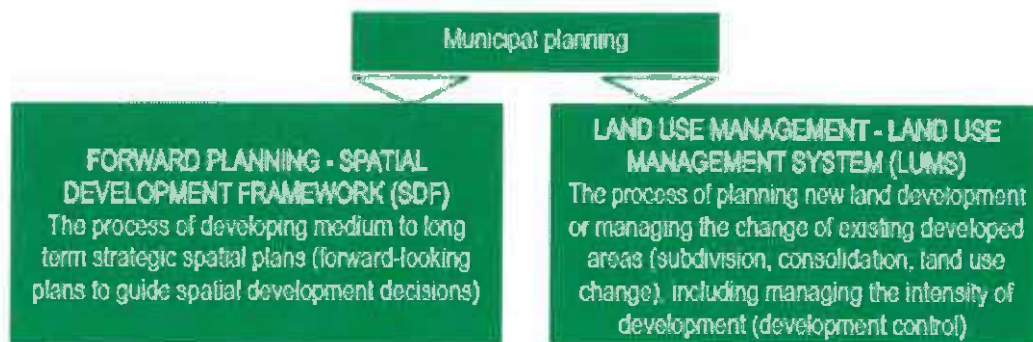 Municipal planning
FORWARD PLANNING - SPATIAL
DEVELOPMENT FRAMEWORK (SDF)
The process of developing medium to long
term strategic spatial plans (forward-looking
plans to guide spatial development decisions)
LAND USE MANAGEMENT - LAND USE
MANAGEMENT SYSTEM (LUMS)
The process of planning new land development
or managing the change of existing developed
areas (subdivision, consolidation, land use
change), including managing the intensity of
development (development control)